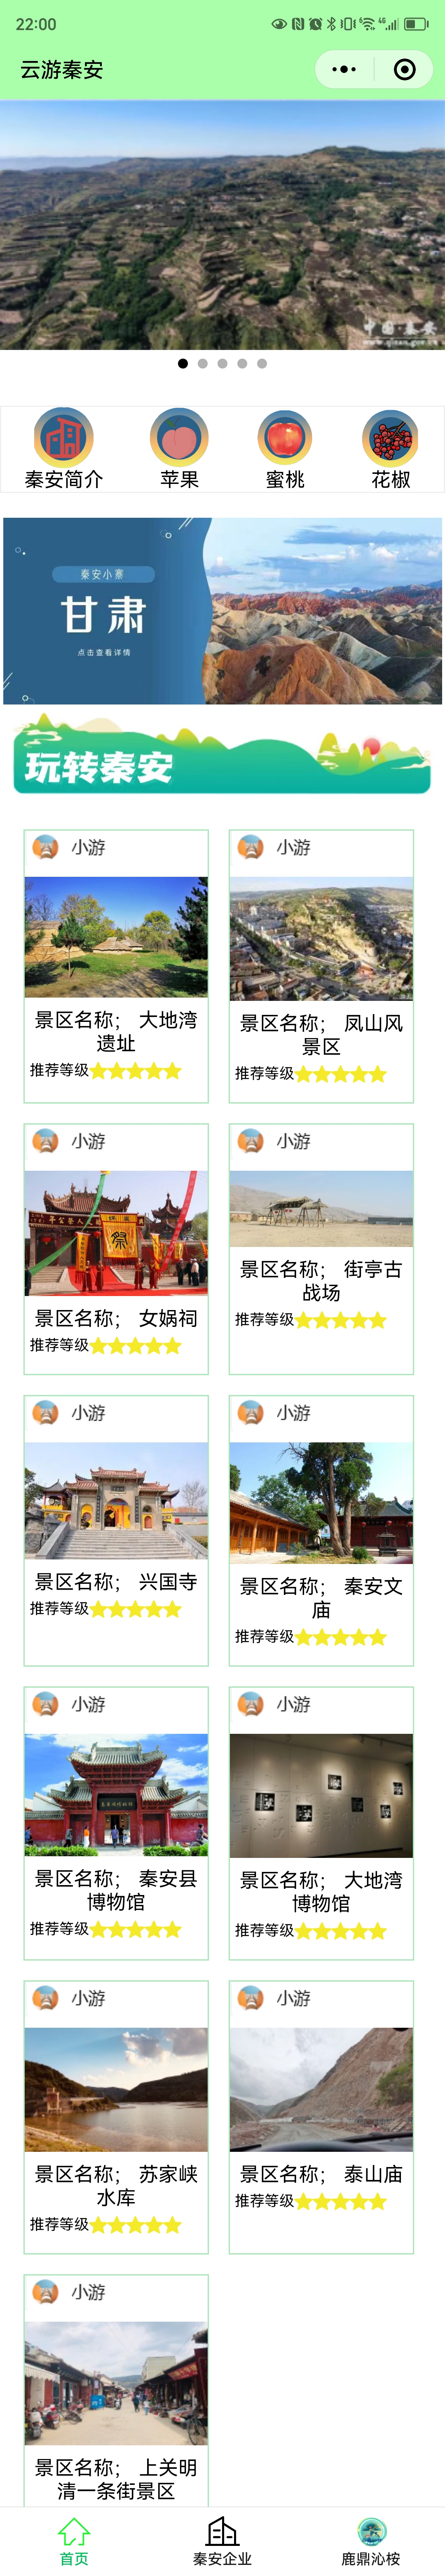 22:00
云游秦安
中国·秦安
秦安简介
苹果
蜜桃
花椒
秦安小寨
甘肃
点击查看详情
玩转秦安
小游
景区名称； 大地湾
遗址
推荐等级
小游
景区名称； 凤山风
景区
推荐等级
小游
景区名称； 女娲祠
推荐等级
小游
景区名称； 街亭古
战场
推荐等级
小游
景区名称； 兴国寺
推荐等级
小游
景区名称； 秦安文
庙
推荐等级
小游
景区名称； 秦安县
博物馆
推荐等级
小游
景区名称； 大地湾
博物馆
推荐等级
小游
景区名称； 苏家峡
水库
推荐等级
小游
景区名称； 泰山庙
推荐等级
小游
景区名称； 上关明
清一条街景区
首页
秦安企业
鹿鼎沁桉